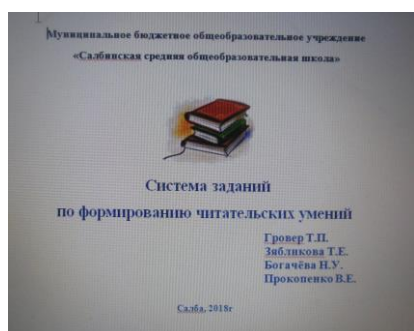 Муниципальное бюджетное общеобразовательное учреждение
«Салбинская средняя общеобразовательная школа»
Система заданий
по формированию читательских умений
Гровер Т.П.
Зябликова Т.Е.
Богачёва Н.У.
Прокопенко В.Е.
Салба, 2018г